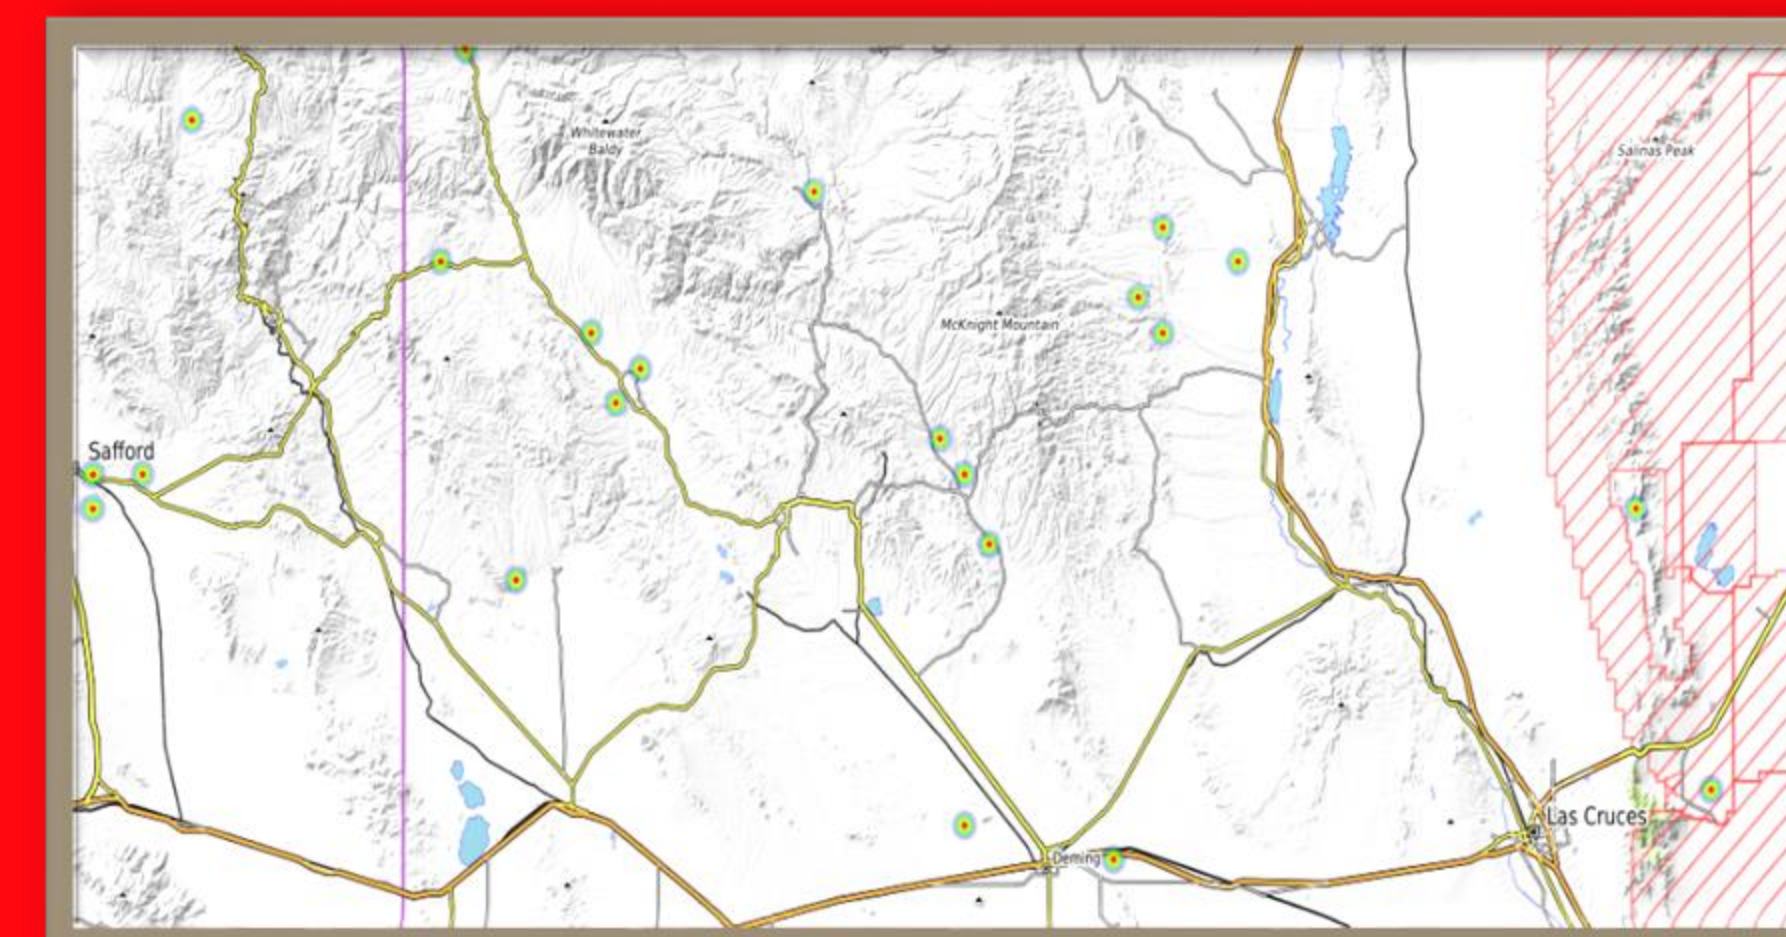 Whitewater
Baldy
Salinas Peak
McKnight Mountain
Safford
Las Cruces
Deming